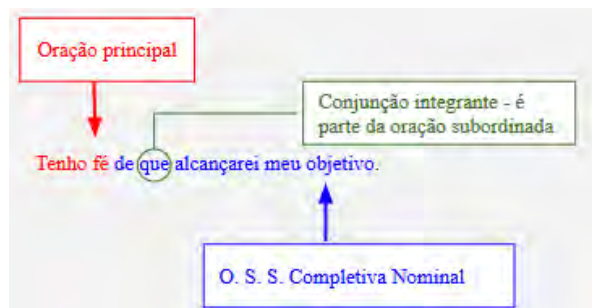 Oração principal
Conjunção integrante - é
parte da oração subordinada
Tenho fé de que alcançarei meu objetivo.
O. S. S. Completiva Nominal